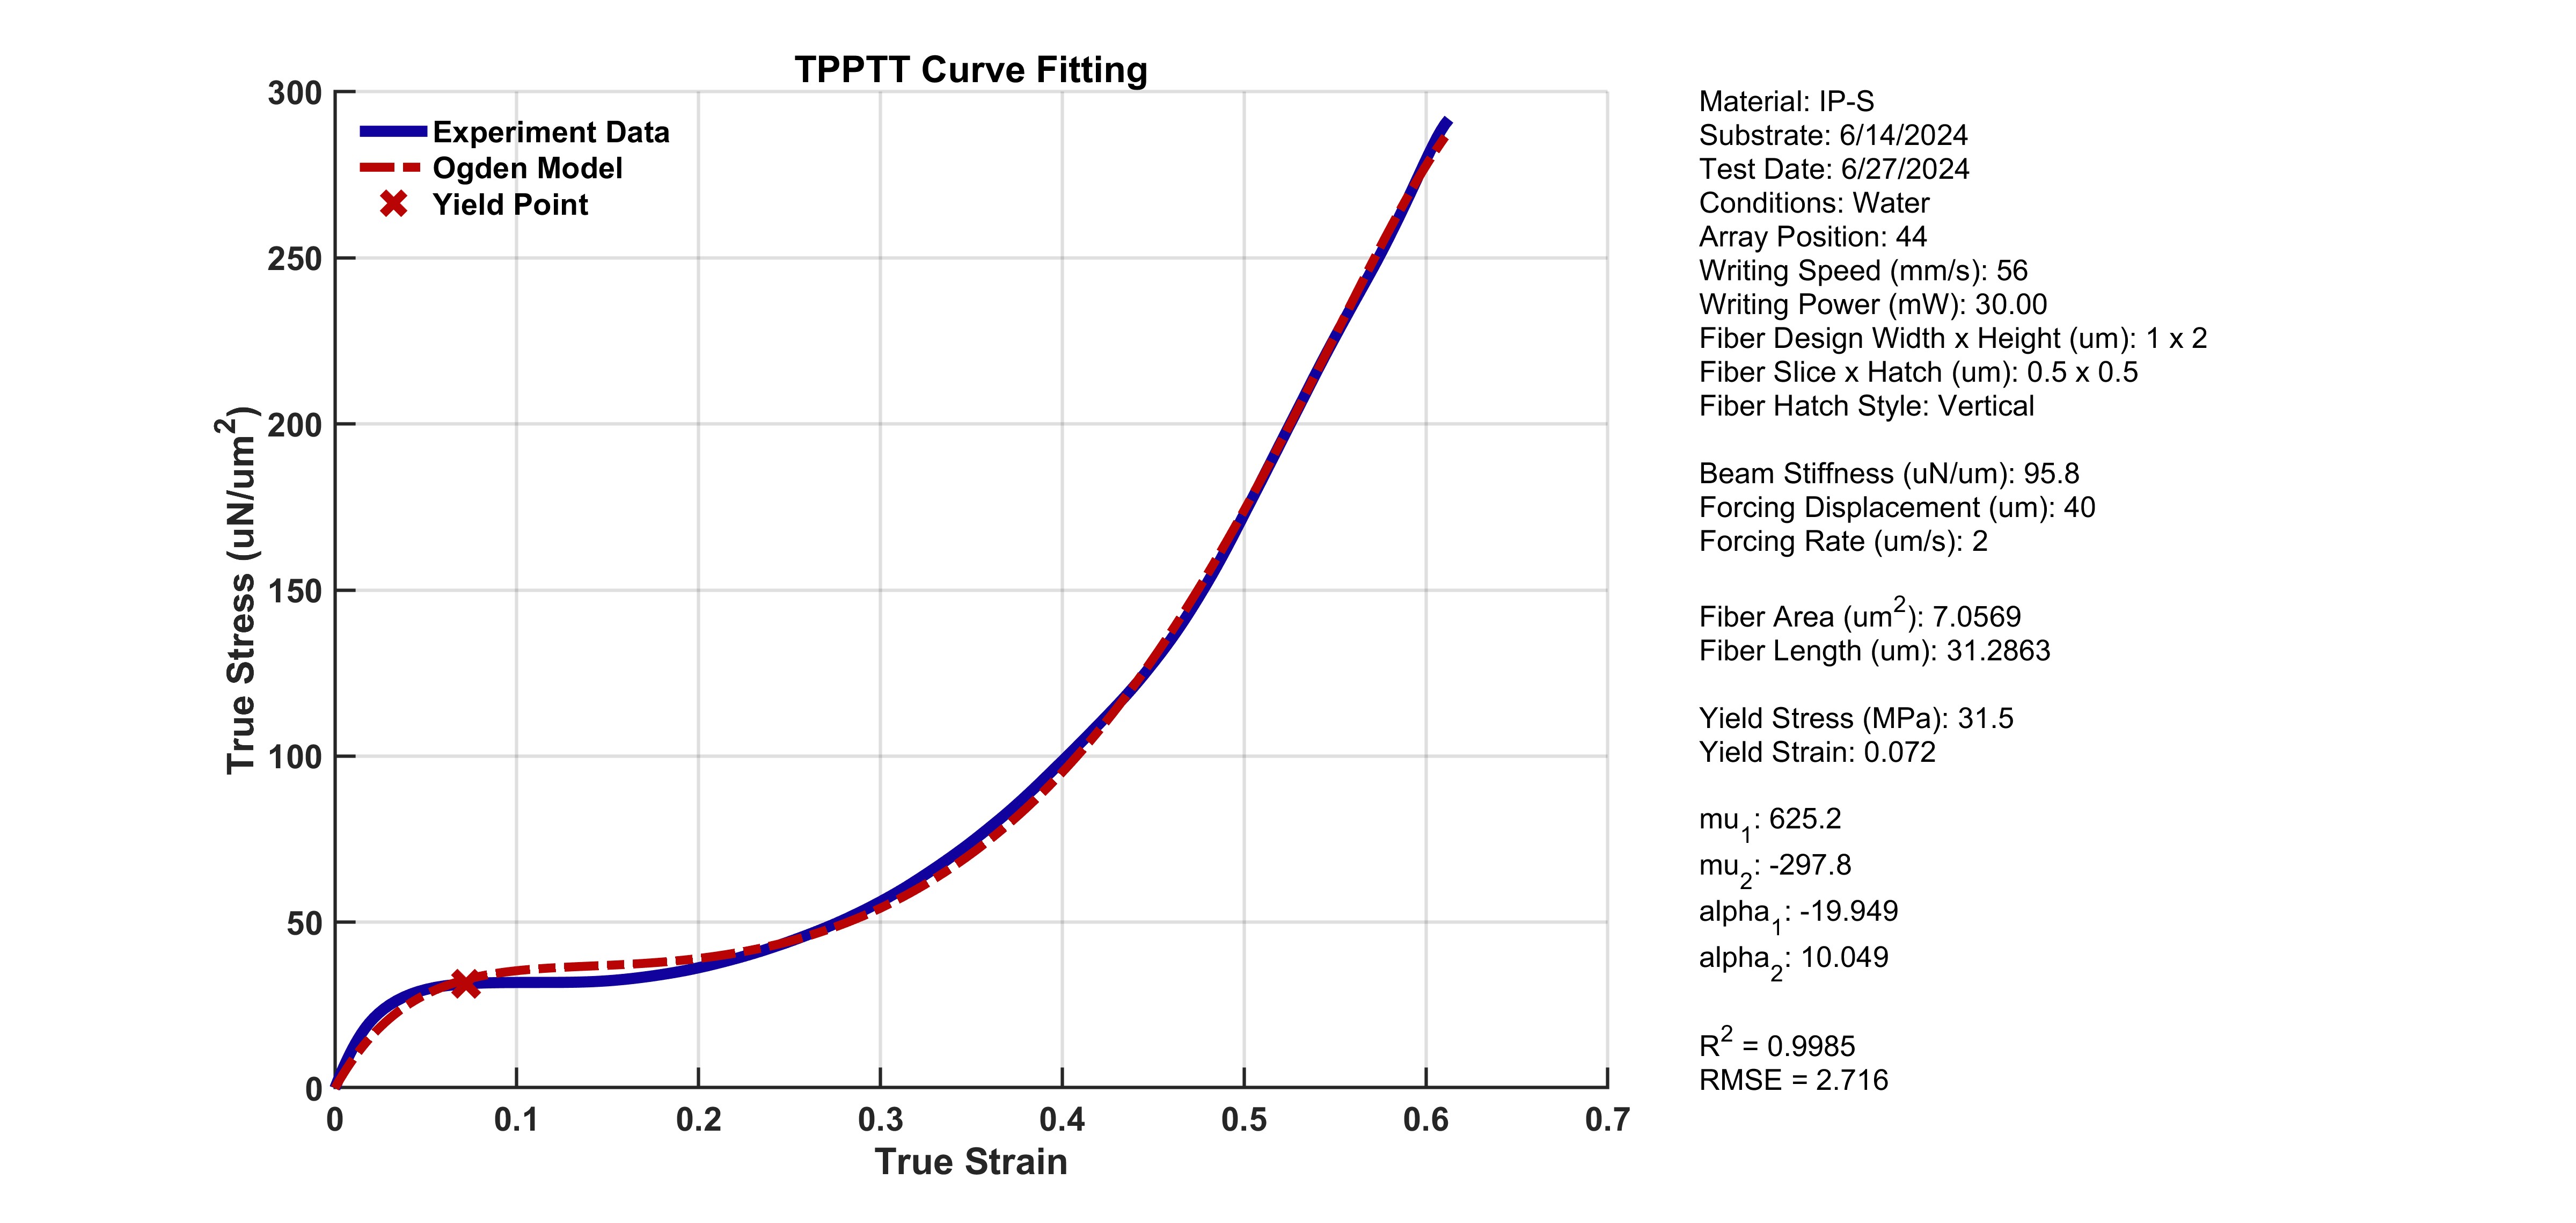 TPPTT Curve Fitting
300
250
200
150
100
50
0
True Stress (uN/um²)
Experiment Data
Ogden Model
Yield Point
0 0.1 0.2 0.3 0.4 0.5 0.6 0.7
True Strain
Material: IP-S
Substrate: 6/14/2024
Test Date: 6/27/2024
Conditions: Water
Array Position: 44
Writing Speed (mm/s): 56
Writing Power (mW): 30.00
Fiber Design Width x Height (um): 1 x 2
Fiber Slice x Hatch (um): 0.5 x 0.5
Fiber Hatch Style: Vertical
Beam Stiffness (uN/um): 95.8
Forcing Displacement (um): 40
Forcing Rate (um/s): 2
Fiber Area (um²): 7.0569
Fiber Length (um): 31.2863
Yield Stress (MPa): 31.5
Yield Strain: 0.072
mu₁: 625.2
mu₂: -297.8
alpha₁: -19.949
alpha₂: 10.049
R² = 0.9985
RMSE = 2.716